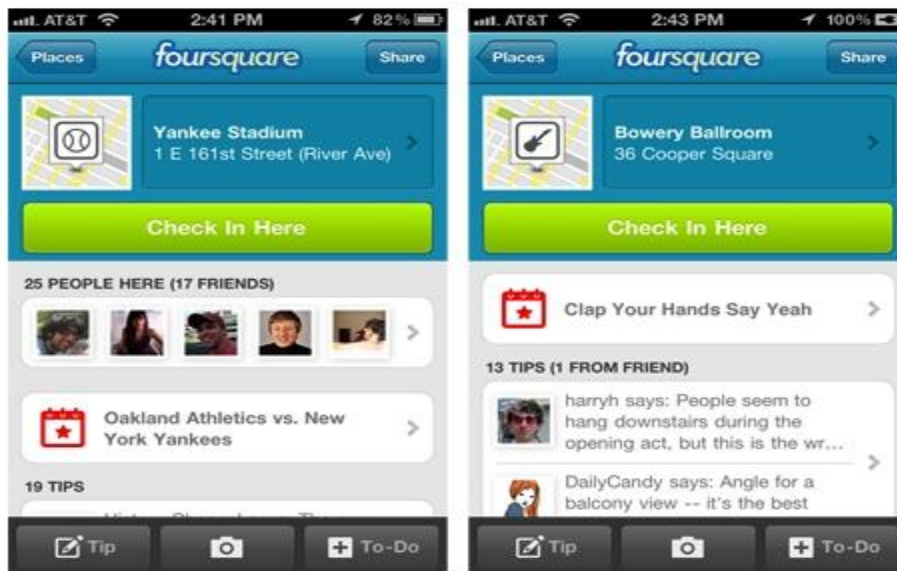 AT&T 2:41 PM 82%
Places foursquare Share
Yankee Stadium
1 E 161st Street (River Ave)
Check In Here
25 PEOPLE HERE (17 FRIENDS)
Oakland Athletics vs. New
York Yankees
19 TIPS
Tip To-Do
AT&T 2:43 PM 100%
Places foursquare Share
Bowery Ballroom
36 Cooper Square
Check In Here
Clap Your Hands Say Yeah
13 TIPS (1 FROM FRIEND)
harryh says: People seem to
hang downstairs during the
opening act, but this is the wr...
DailyCandy says: Angle for a
balcony view -- it's the best
Tip To-Do